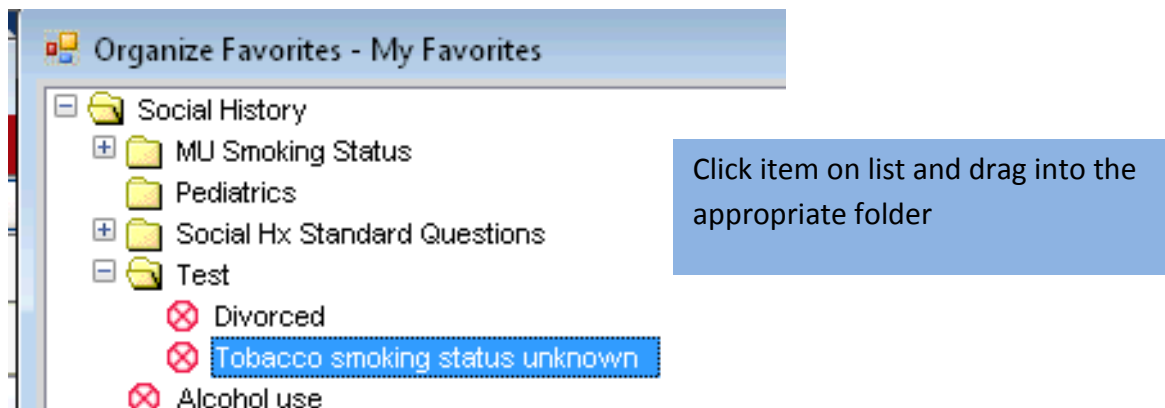 Organize Favorites - My Favorites
Social History
MU Smoking Status
Pediatrics
Social Hx Standard Questions
Test
Divorced
Tobacco smoking status unknown
Alcohol use
Click item on list and drag into the
appropriate folder